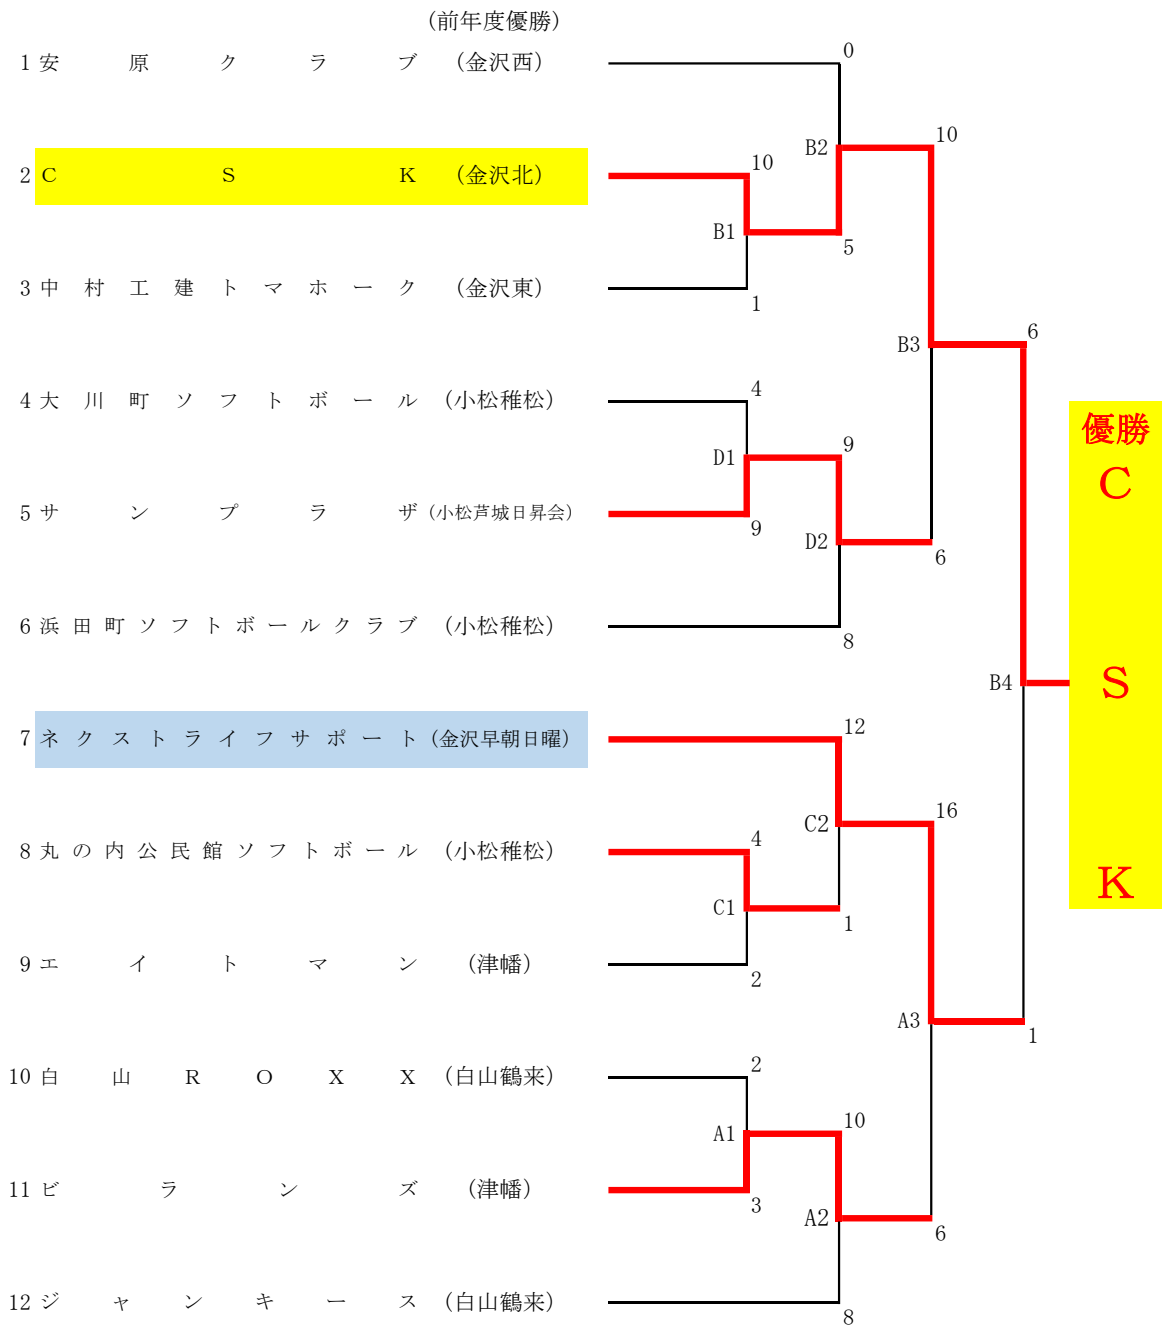 (前年度優勝)
1 安原クラブ (金沢西)
0
B2
10
2 CSK (金沢北)
10
B1
5
3 中村工建トマホーク (金沢東)
1
6
B3
4 大川町ソフトボール (小松稚松)
4
D1
9
5 サンプラザ (小松芦城日昇会)
9
D2
6
6 浜田町ソフトボールクラブ (小松稚松)
8
B4
7 ネクストライフサポート (金沢早朝日曜)
12
C2
16
8 丸の内公民館ソフトボール (小松稚松)
4
C1
1
9 エイトマン (津幡)
2
A3
1
10 白山ROXX (白山鶴来)
2
A1
10
11 ビランズ (津幡)
3
A2
6
12 ジャンキース (白山鶴来)
8
優勝
C
S
K